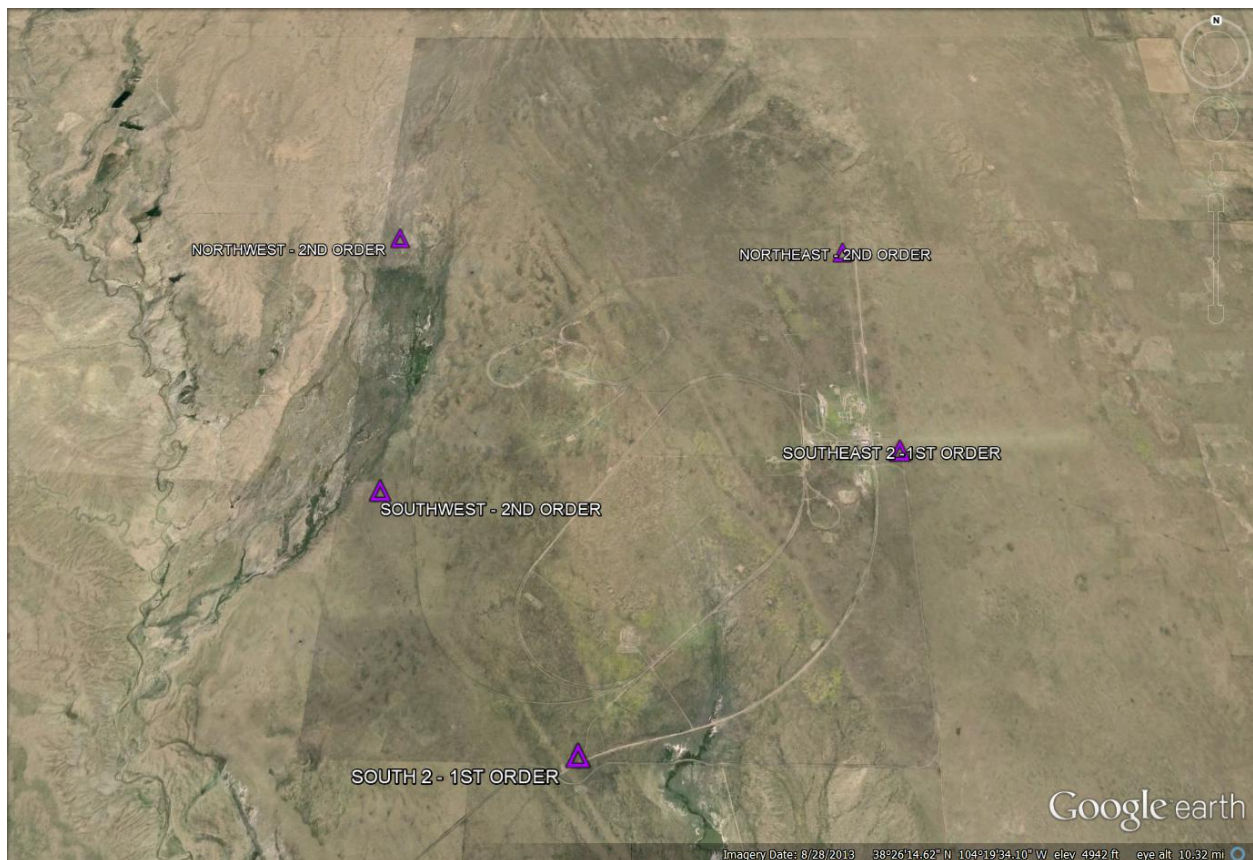 N
NORTHWEST - 2ND ORDER
NORTHEAST - 2ND ORDER
SOUTHEAST 2 - 1ST ORDER
SOUTHWEST - 2ND ORDER
SOUTH 2 - 1ST ORDER
Google earth
Imagery Date: 8/28/2013 38°26'14.62" N 104°19'34.10" W elev 4942 ft eye alt 10.32 mi